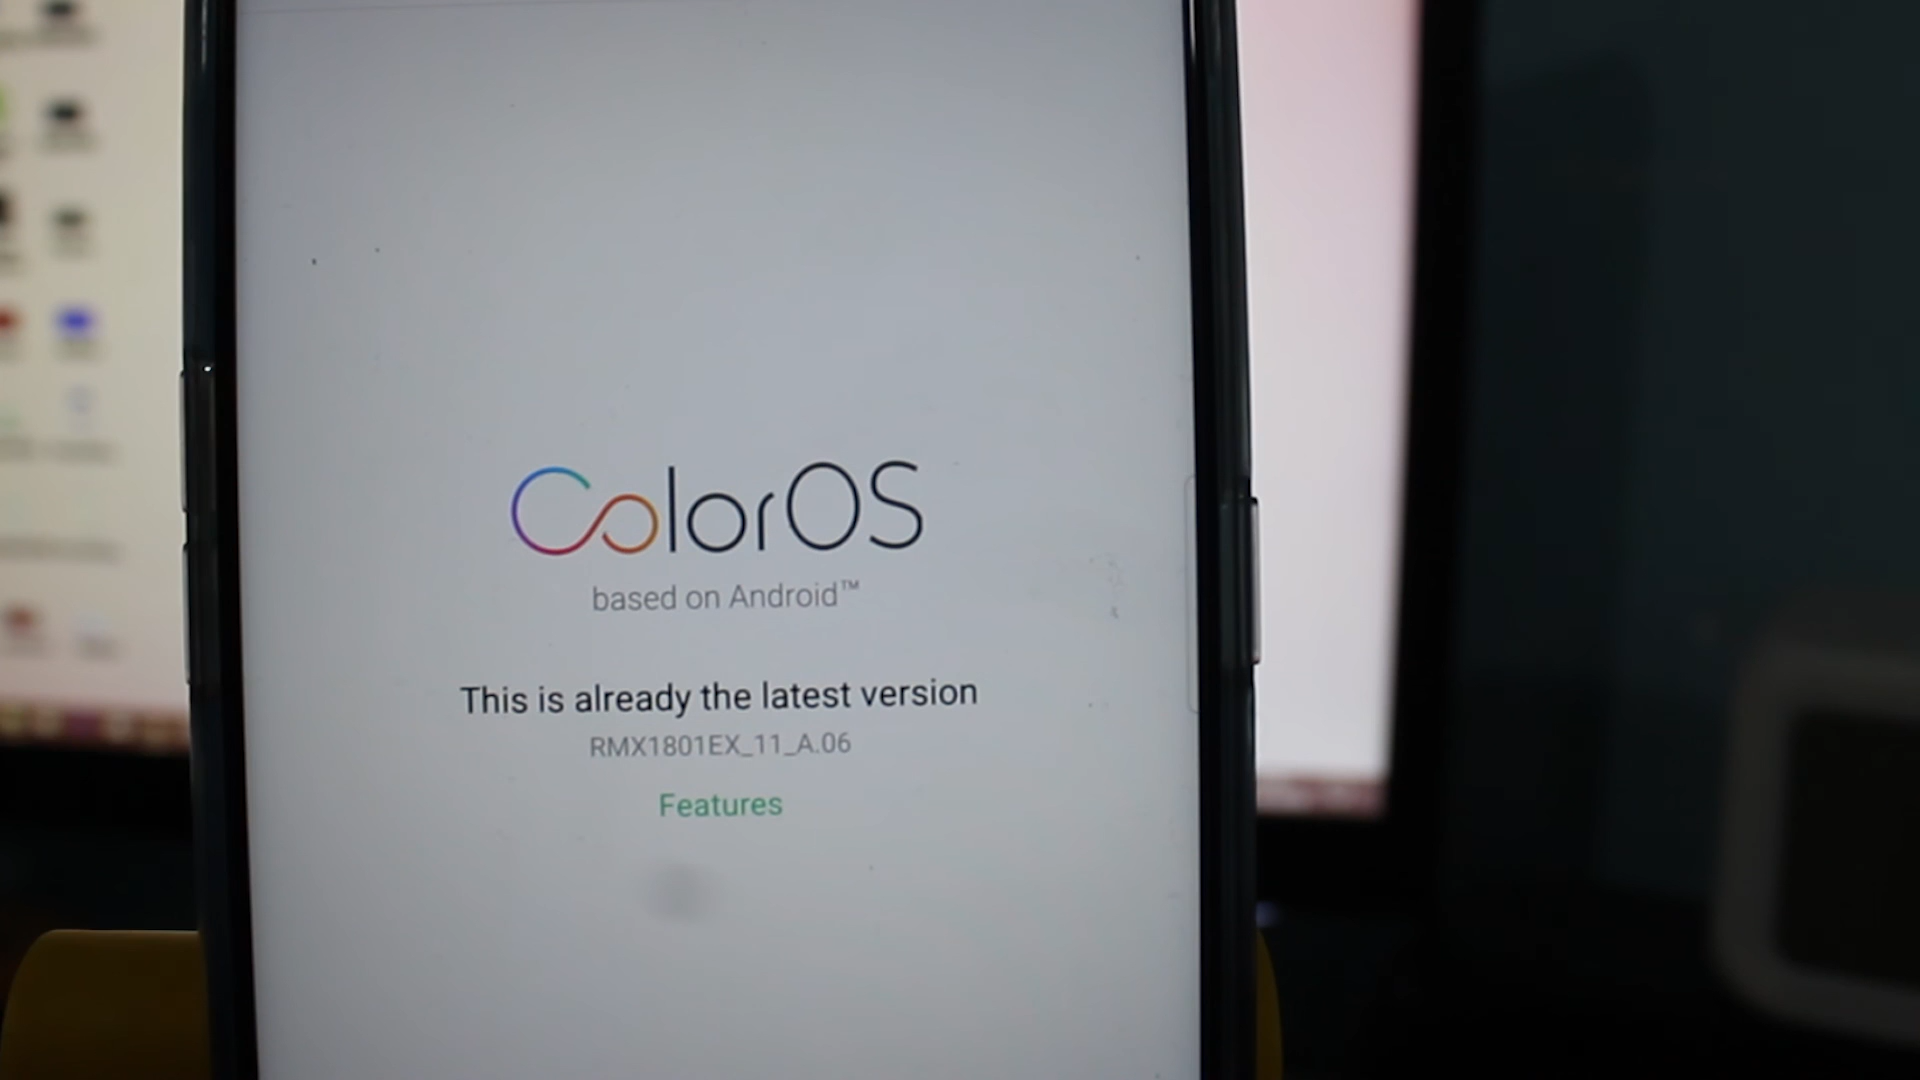 ColorOS
based on Android™
This is already the latest version
RMX1801EX_11_A.06
Features